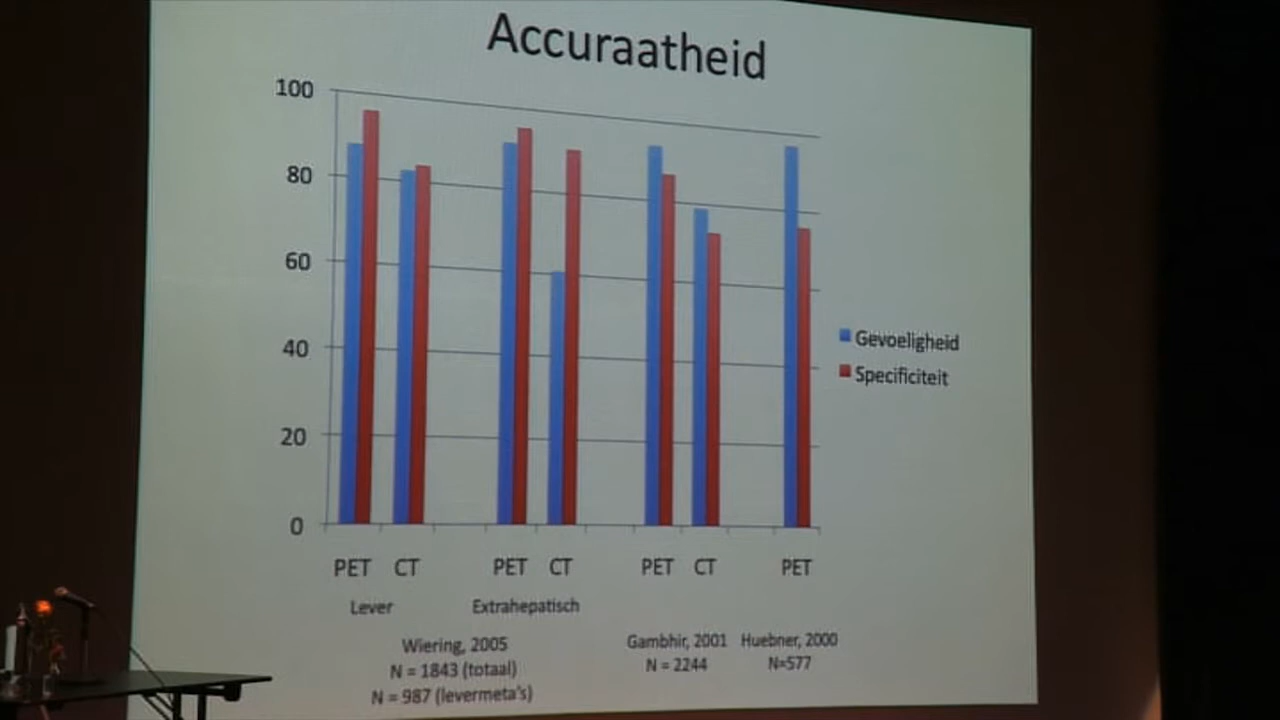 Accuraatheid
100
80
60
40
20
0
Gevoeligheid
Specificiteit
PET CT PET CT PET CT PET
Lever Extrahepatisch
Wiering, 2005 Gambhir, 2001 Huebner, 2000
N = 1843 (totaal) N = 2244 N=577
N = 987 (levermeta's)